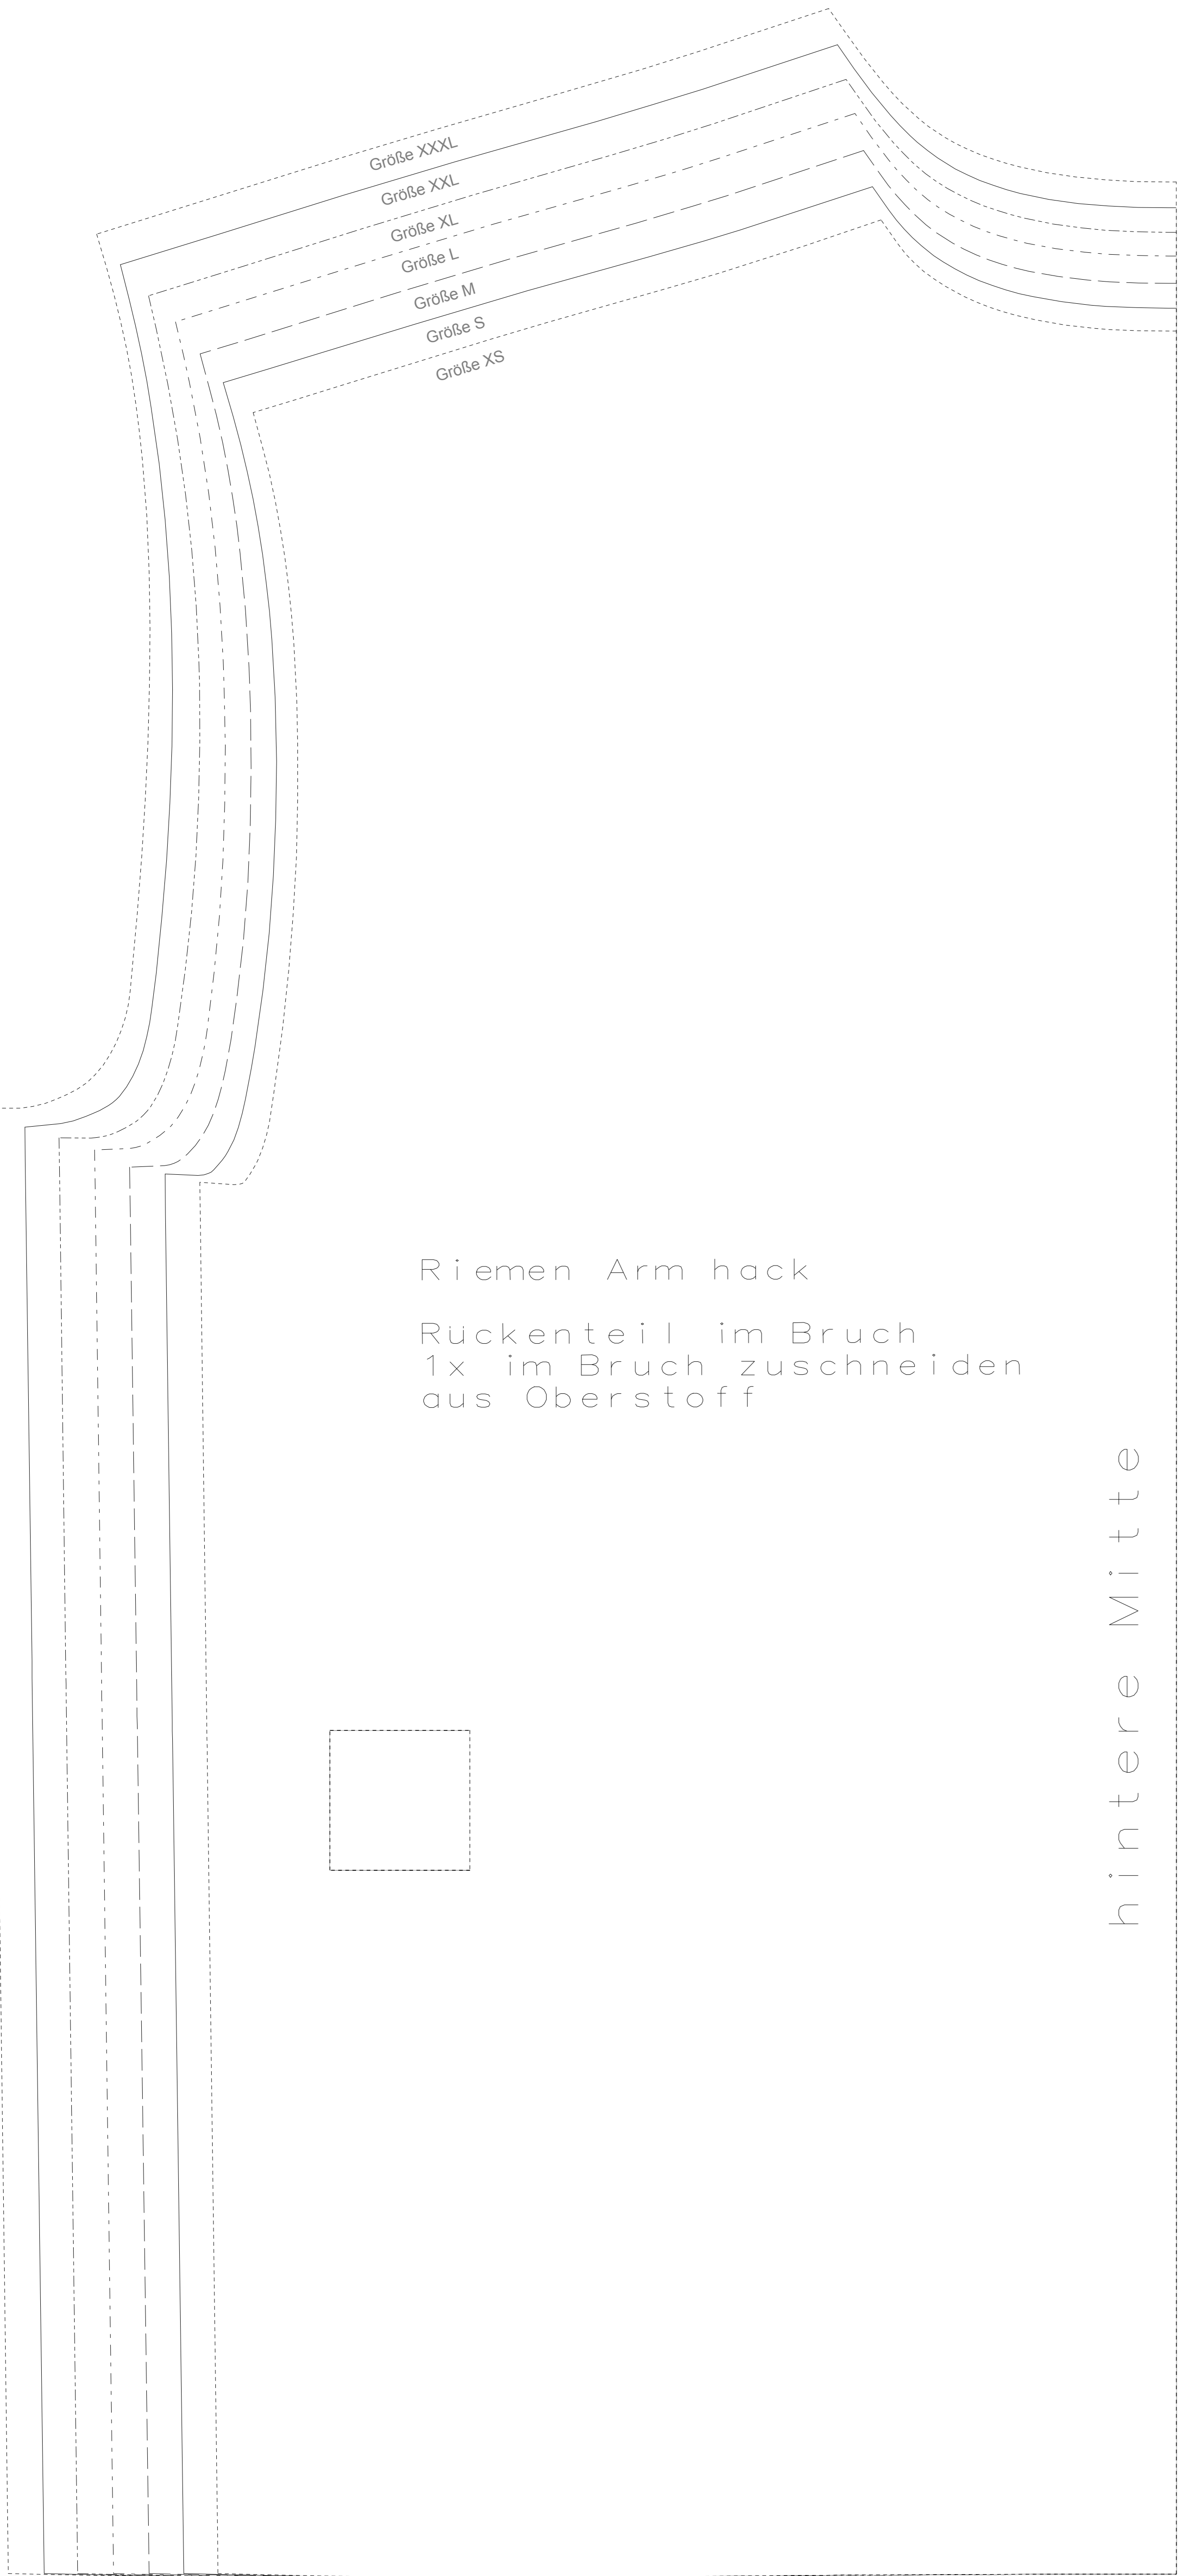 Größe XXXL
Größe XXL
Größe XL
Größe L
Größe M
Größe S
Größe XS
Riemen Arm hack
Rückenteil im Bruch
1x im Bruch zuschneiden
aus Oberstoff
hintere Mitte